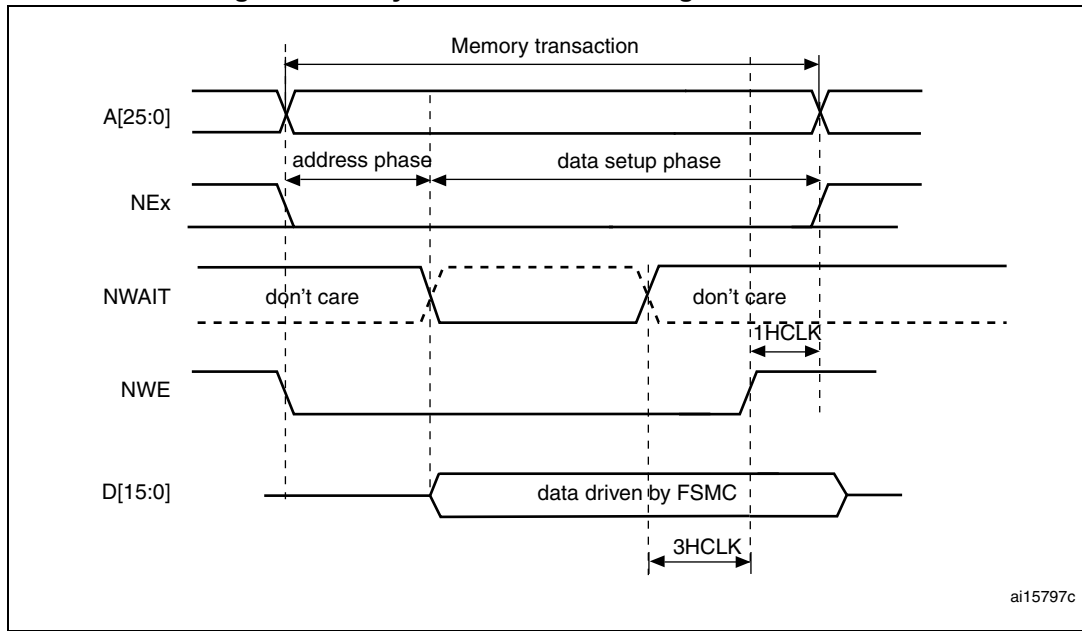 Memory transaction
A[25:0]
address phase
data setup phase
NEx
NWAIT
don't care
don't care
1HCLK
NWE
D[15:0]
data driven by FSMC
3HCLK
ai15797c